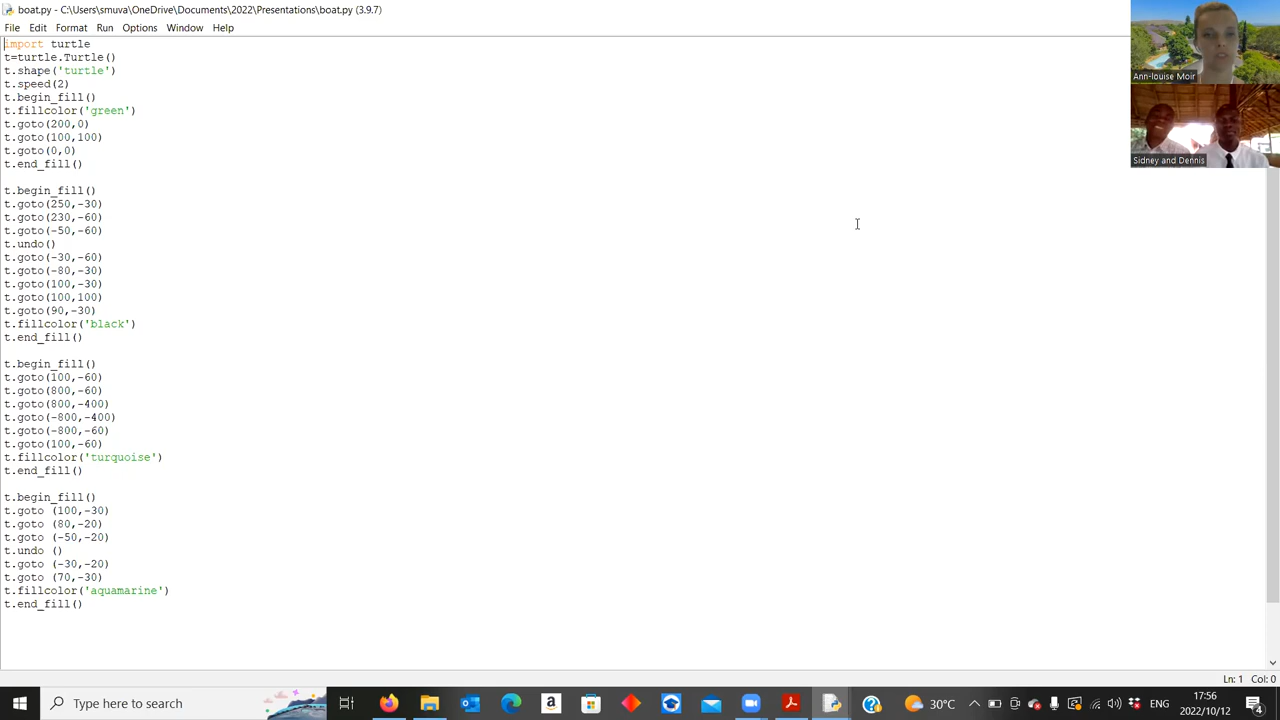 boat.py - C:\Users\smuva\OneDrive\Documents\2022\Presentations\boat.py (3.9.7)
File Edit Format Run Options Window Help
import turtle
t=turtle.Turtle()
t.shape('turtle')
t.speed(2)
t.begin_fill()
t.fillcolor('green')
t.goto(200,0)
t.goto(100,100)
t.goto(0,0)
t.end_fill()
t.begin_fill()
t.goto(250,-30)
t.goto(230,-60)
t.goto(-50,-60)
t.undo()
t.goto(-30,-60)
t.goto(-80,-30)
t.goto(100,-30)
t.goto(100,100)
t.goto(90,-30)
t.fillcolor('black')
t.end_fill()
t.begin_fill()
t.goto(100,-60)
t.goto(800,-60)
t.goto(800,-400)
t.goto(-800,-400)
t.goto(-800,-60)
t.goto(100,-60)
t.fillcolor('turquoise')
t.end_fill()
t.begin_fill()
t.goto (100,-30)
t.goto (80,-20)
t.goto (-50,-20)
t.undo ()
t.goto (-30,-20)
t.goto (70,-30)
t.fillcolor('aquamarine')
t.end_fill()
Ann-louise Moir
Sidney and Dennis
Ln: 1 Col: 0
Type here to search
30°C
ENG
17:56
2022/10/12
4